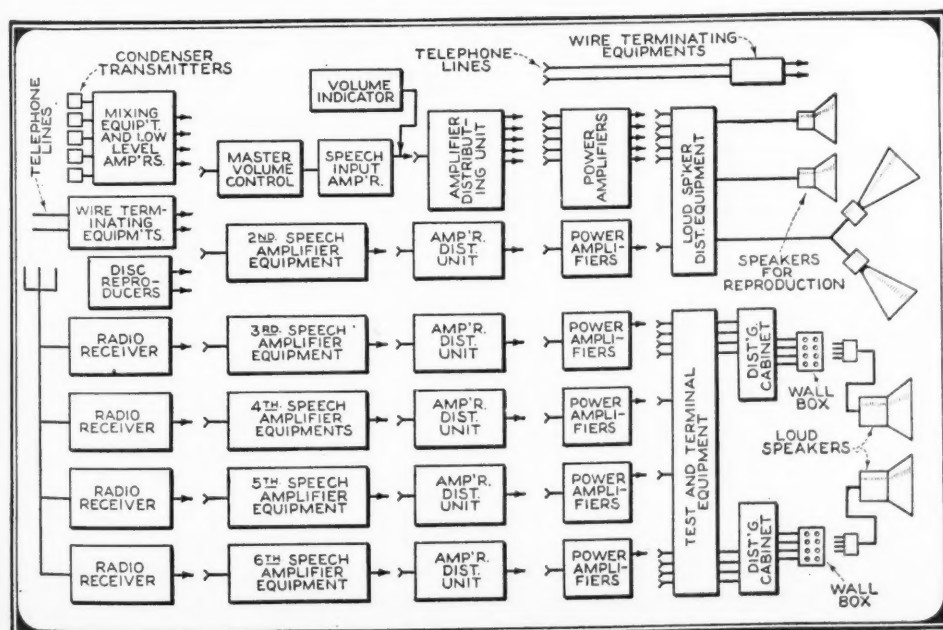 CONDENSER
TRANSMITTERS
TELEPHONE
LINES
MIXING
EQUIP'T.
AND LOW
LEVEL
AMP'RS.
VOLUME
INDICATOR
MASTER
VOLUME
CONTROL
SPEECH
INPUT
AMP'R.
AMPLIFIER
DISTRIBUT-
ING UNIT
POWER
AMPLIFIERS
TELEPHONE
LINES
WIRE TERMINATING
EQUIPMENTS
LOUD SP'KER
DIST. EQUIPMENT
SPEAKERS
FOR
REPRODUCTION
WIRE TERM-
INATING
EQUIPM'TS.
2ND. SPEECH
AMPLIFIER
EQUIPMENT
AMP'R.
DIST.
UNIT
POWER
AMPLI-
FIERS
DISC
REPRO-
DUCERS
RADIO
RECEIVER
3RD. SPEECH
AMPLIFIER
EQUIPMENT
AMP'R.
DIST.
UNIT
POWER
AMPLI-
FIERS
RADIO
RECEIVER
4TH. SPEECH
AMPLIFIER
EQUIPMENTS
AMP'R.
DIST.
UNIT
POWER
AMPLI-
FIERS
RADIO
RECEIVER
5TH. SPEECH
AMPLIFIER
EQUIPMENT
AMP'R.
DIST.
UNIT
POWER
AMPLI-
FIERS
RADIO
RECEIVER
6TH SPEECH
AMPLIFIER
EQUIPMENT
AMP'R.
DIST.
UNIT
POWER
AMPLI-
FIERS
TEST AND TERMINAL
EQUIPMENT
DIST'G.
CABINET
WALL
BOX
LOUD
SPEAKERS
DIST'G.
CABINET
WALL
BOX